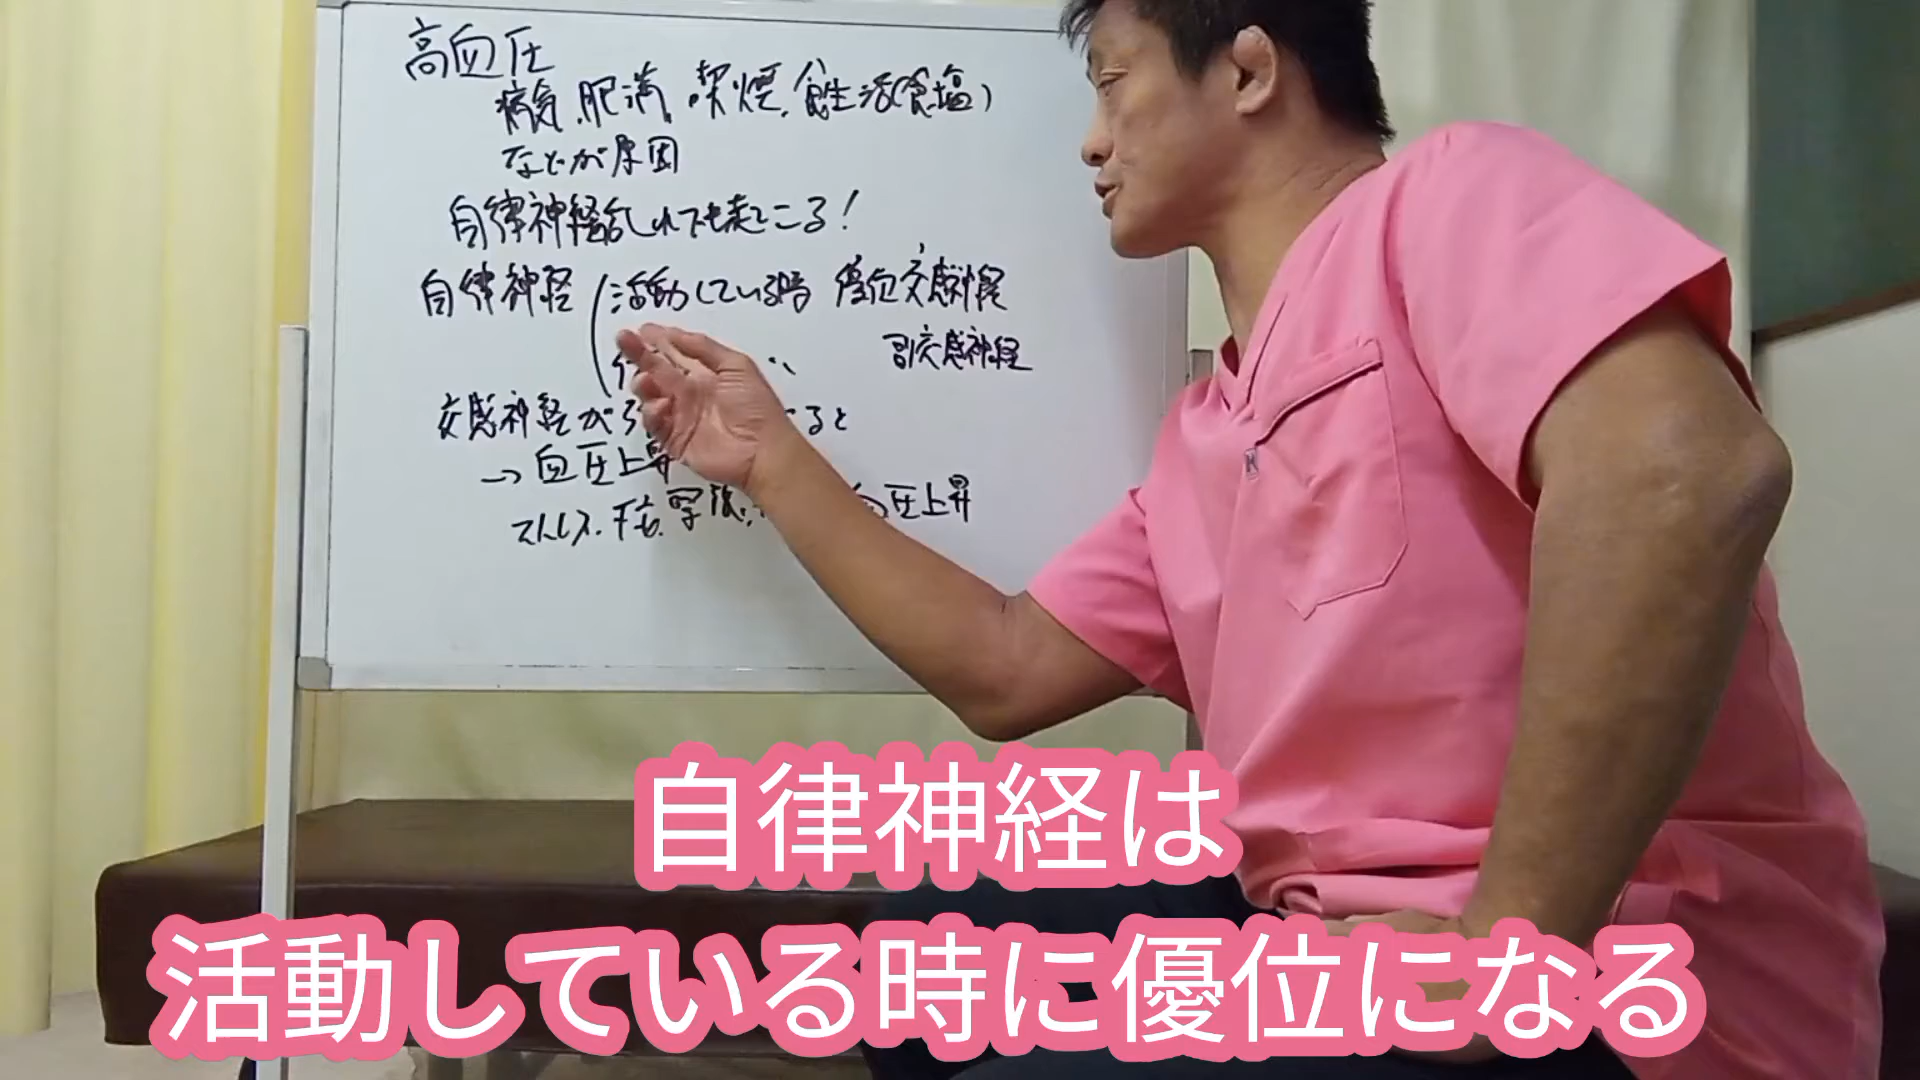 高血圧
病気、肥満、喫煙、食生活(食塩)
などが原因
自律神経乱れでも起こる!
自律神経 活動している時 優位交感神経
副交感神経
交感神経が ると
→血圧上昇
ストレス、不安、緊張、 血圧上昇
自律神経は
活動している時に優位になる